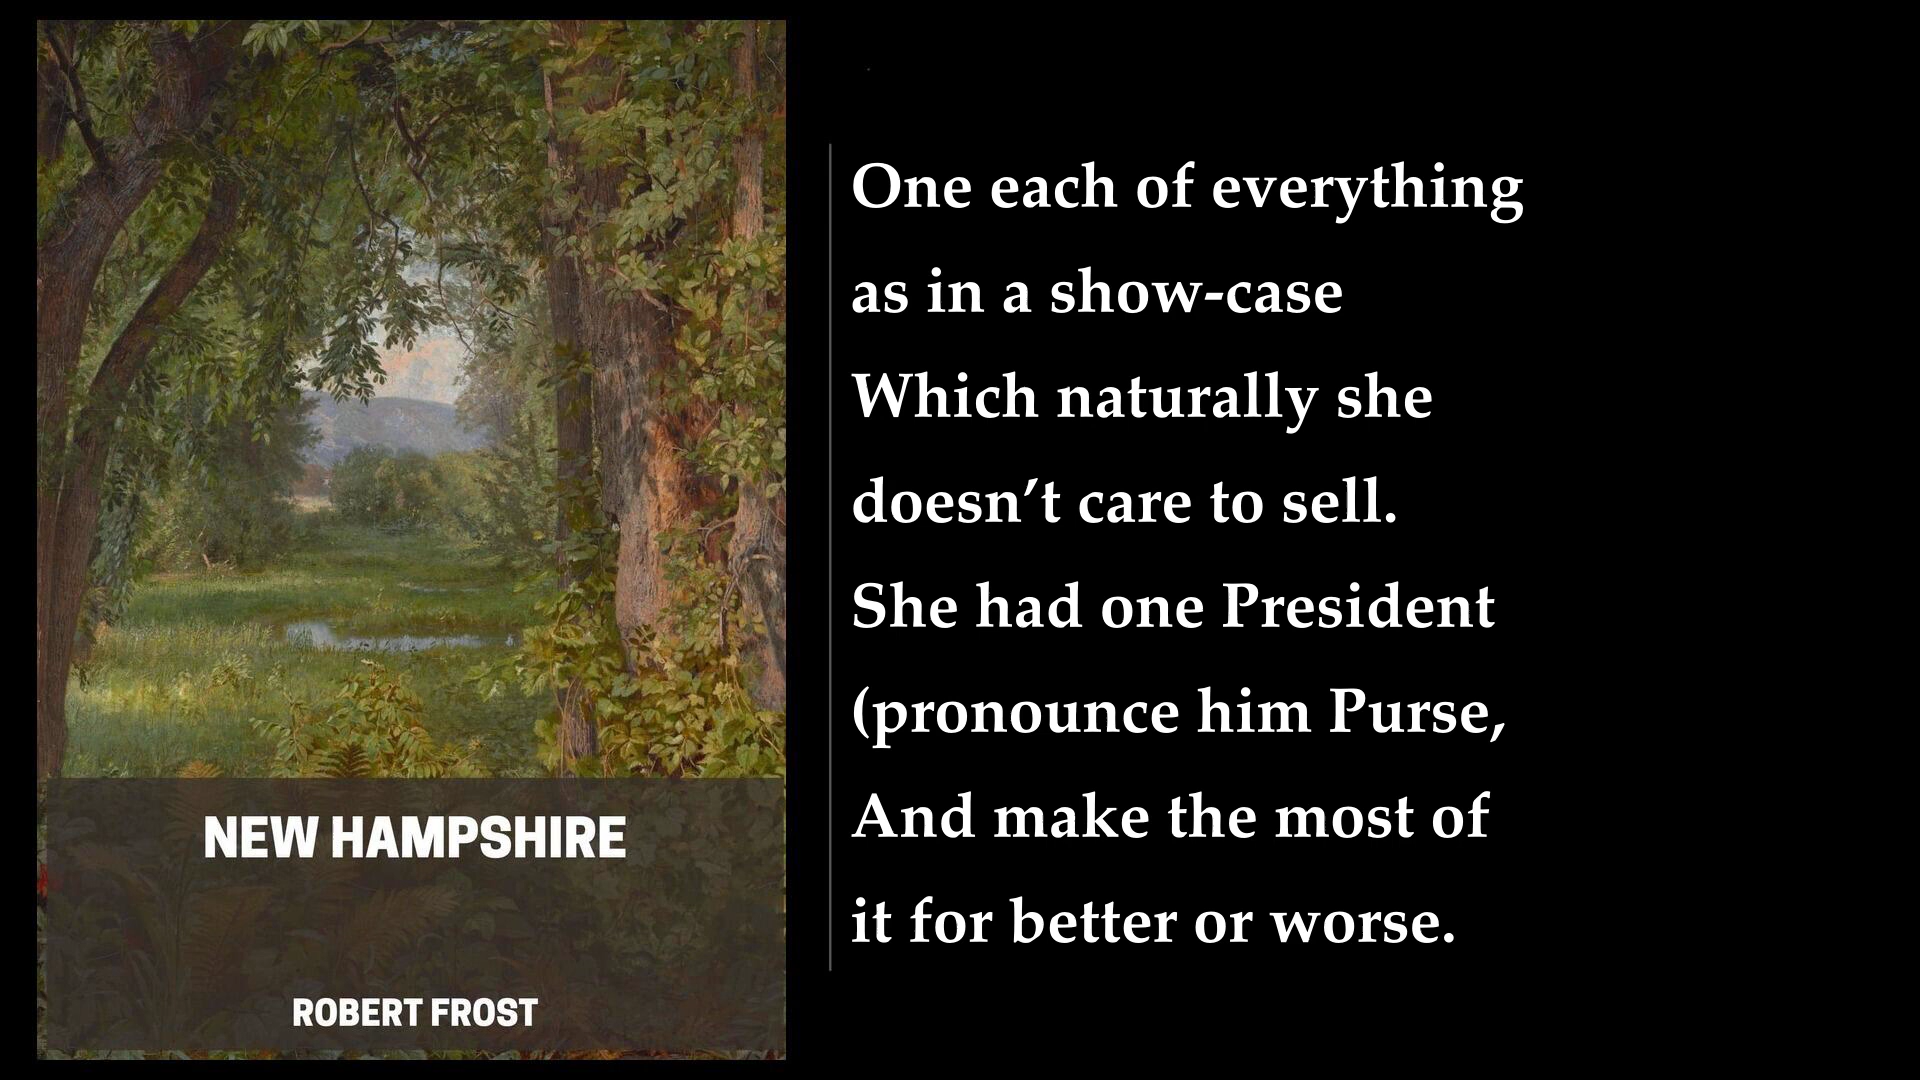 NEW HAMPSHIRE
ROBERT FROST
One each of everything
as in a show-case
Which naturally she
doesn’t care to sell.
She had one President
(pronounce him Purse,
And make the most of
it for better or worse.